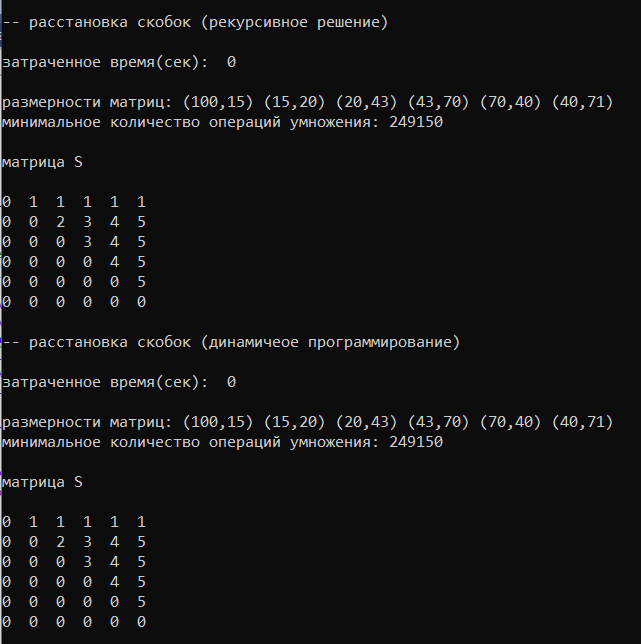 -- расстановка скобок (рекурсивное решение)
затраченное время(сек):  0
размерности матриц: (100,15) (15,20) (20,43) (43,70) (70,40) (40,71)
минимальное количество операций умножения: 249150
матрица S
0  1  1  1  1  1
0  0  2  3  4  5
0  0  0  3  4  5
0  0  0  0  4  5
0  0  0  0  0  5
0  0  0  0  0  0
-- расстановка скобок (динамичеое программирование)
затраченное время(сек):  0
размерности матриц: (100,15) (15,20) (20,43) (43,70) (70,40) (40,71)
минимальное количество операций умножения: 249150
матрица S
0  1  1  1  1  1
0  0  2  3  4  5
0  0  0  3  4  5
0  0  0  0  4  5
0  0  0  0  0  5
0  0  0  0  0  0